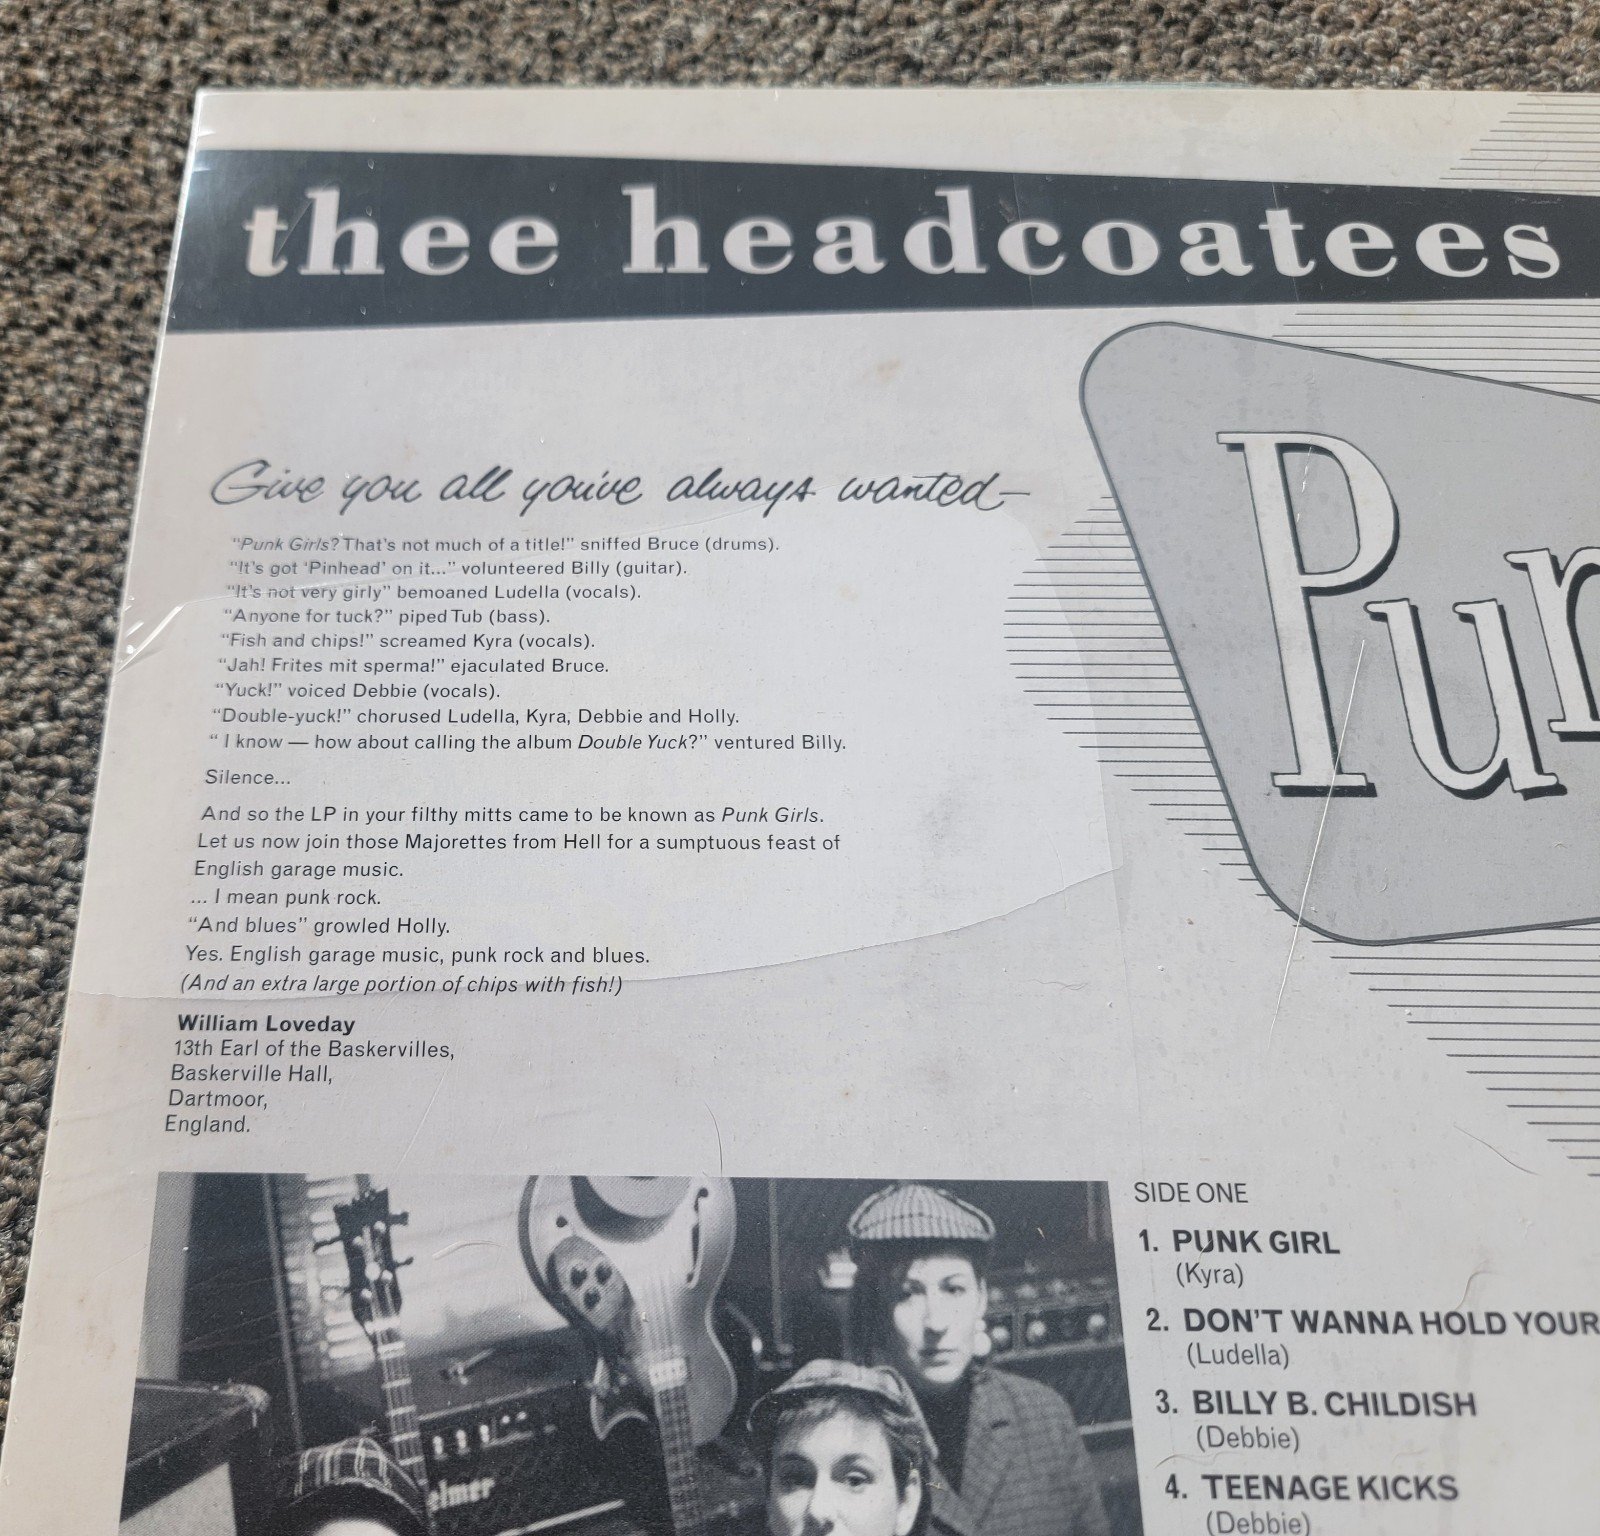 thee headcoatees
Pun
Give you all you've always wanted—
"Punk Girls? That's not much of a title!" sniffed Bruce (drums).
"It's got 'Pinhead' on it..." volunteered Billy (guitar).
"It's not very girly" bemoaned Ludella (vocals).
"Anyone for tuck?" piped Tub (bass).
"Fish and chips!" screamed Kyra (vocals).
"Jah! Frites mit sperma!" ejaculated Bruce.
"Yuck!" voiced Debbie (vocals).
"Double-yuck!" chorused Ludella, Kyra, Debbie and Holly.
" I know — how about calling the album Double Yuck?" ventured Billy.
Silence...
And so the LP in your filthy mitts came to be known as Punk Girls.
Let us now join those Majorettes from Hell for a sumptuous feast of
English garage music.
... I mean punk rock.
"And blues" growled Holly.
Yes. English garage music, punk rock and blues.
(And an extra large portion of chips with fish!)
William Loveday
13th Earl of the Baskervilles,
Baskerville Hall,
Dartmoor,
England.
elmer
SIDE ONE
1. PUNK GIRL
(Kyra)
2. DON'T WANNA HOLD YOUR
(Ludella)
3. BILLY B. CHILDISH
(Debbie)
4. TEENAGE KICKS
(Debbie)